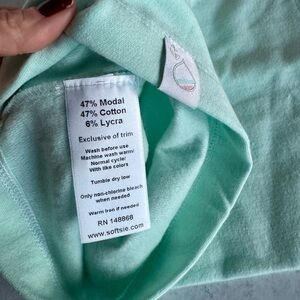 47% Modal
47% Cotton
6% Lycra
Exclusive of trim
Wash before use
Machine wash warm/
Normal cycle/
With like colors
Tumble dry low
Only non-chlorine bleach
when needed
Warm Iron if needed
RN 148868
www.softsie.com